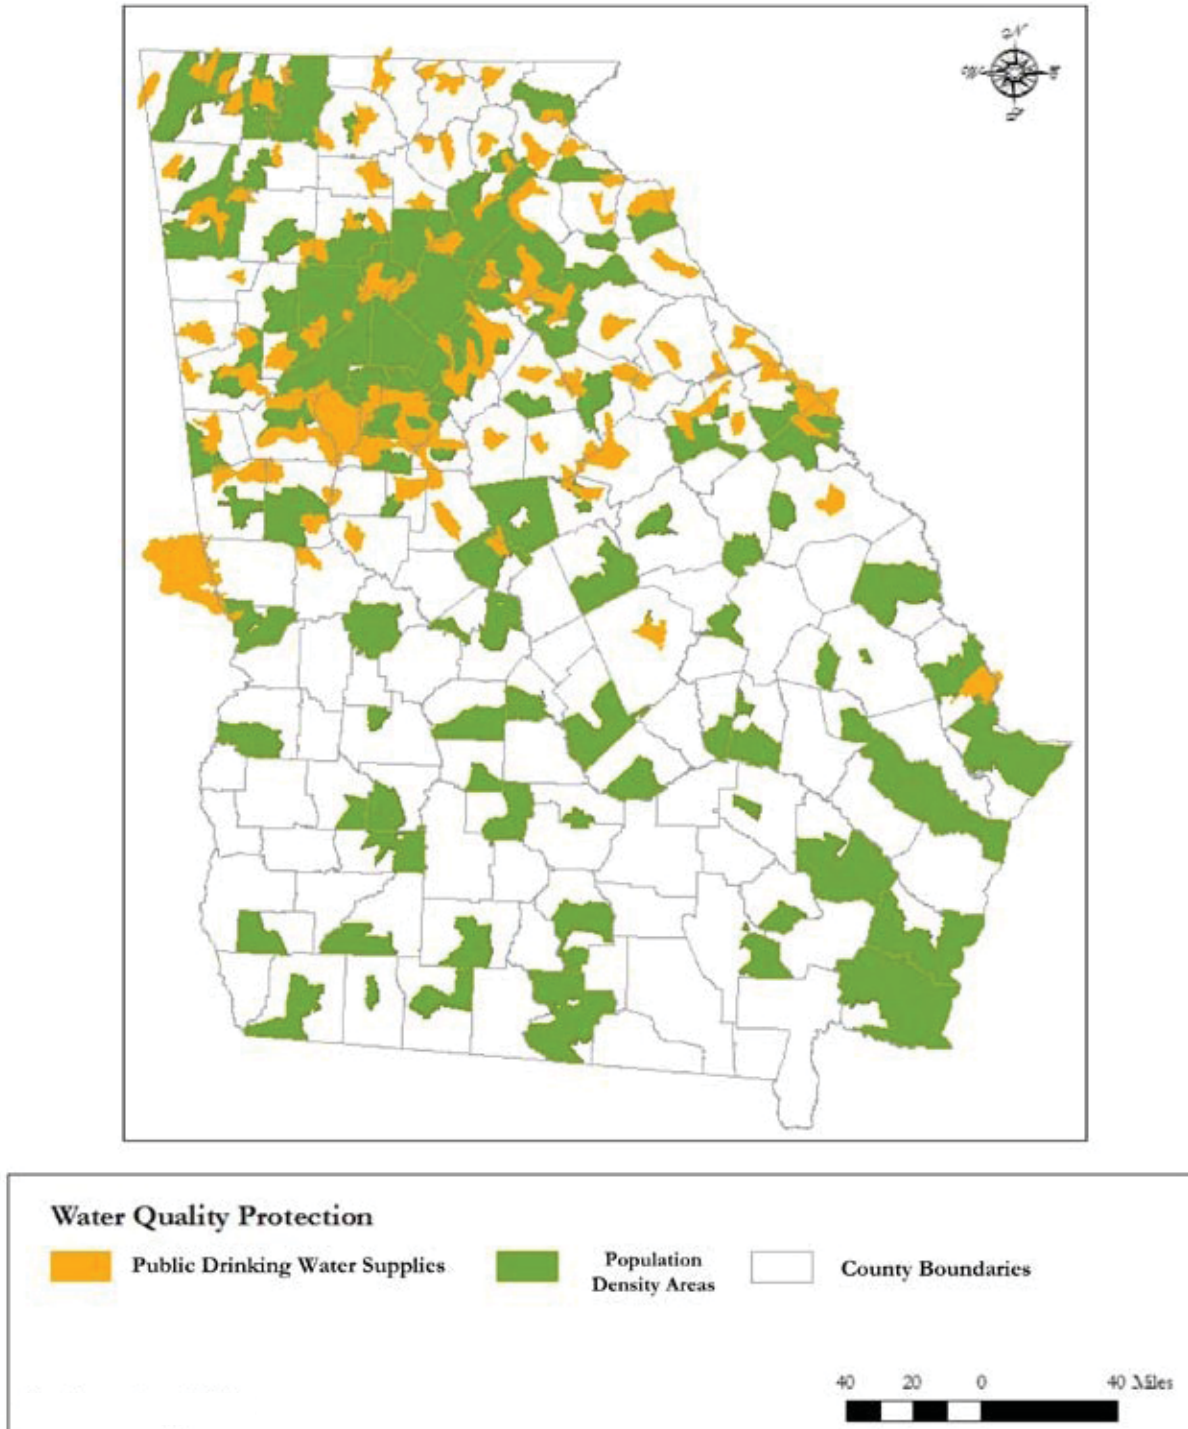 N
W
E
S
Water Quality Protection
Public Drinking Water Supplies
Population
Density Areas
County Boundaries
40 20 0 40 Miles